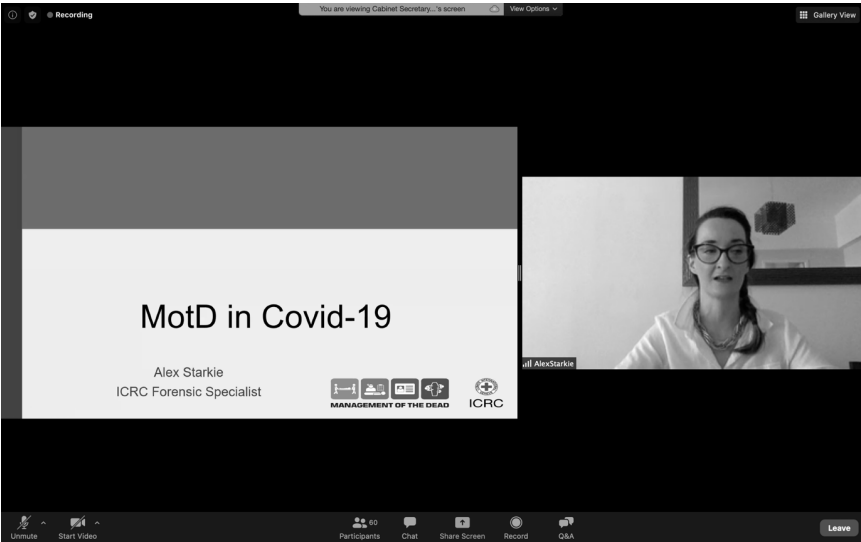 Recording
You are viewing Cabinet Secretary...'s screen
View Options
Gallery View
MotD in Covid-19
Alex Starkie
ICRC Forensic Specialist
MANAGEMENT OF THE DEAD
ICRC
AlexStarkie
Unmute
Start Video
60
Participants
Chat
Share Screen
Record
Q&A
Leave